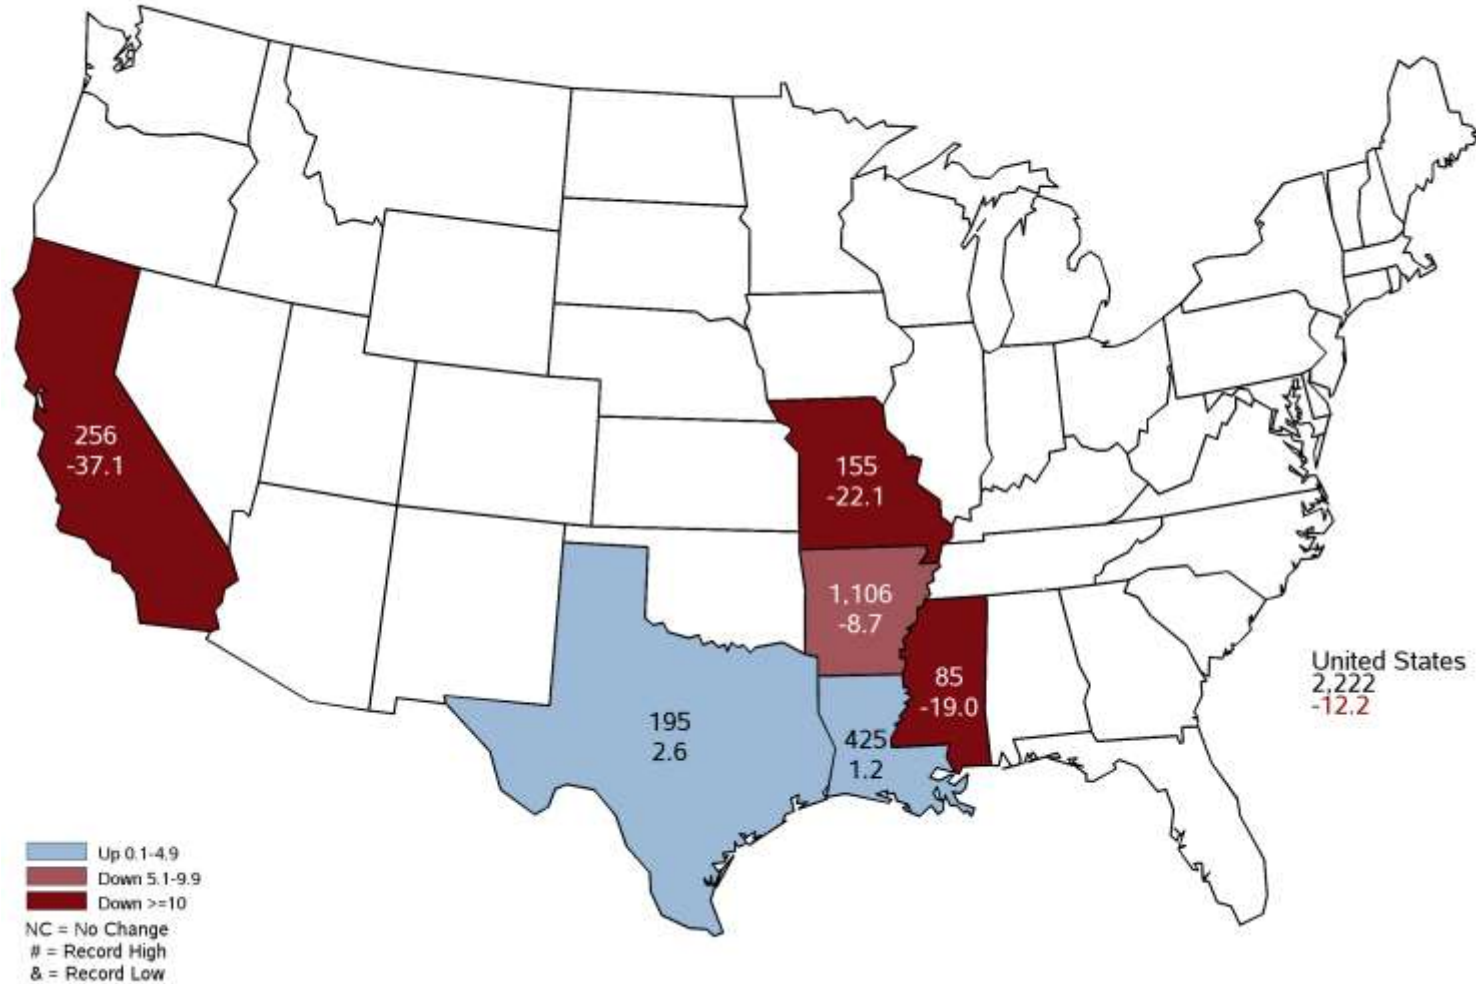 256
-37.1
155
-22.1
1,106
-8.7
85
-19.0
United States
2,222
-12.2
195
2.6
425
1.2
Up 0.1-4.9
Down 5.1-9.9
Down >=10
NC = No Change
# = Record High
& = Record Low